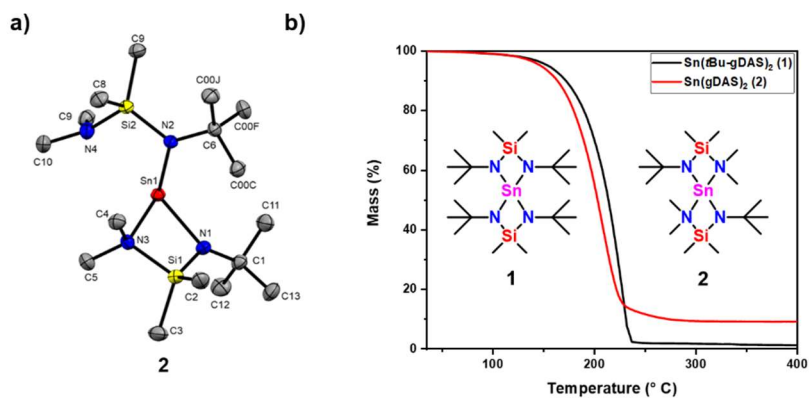 a)
b)
C9
C8
C00J
C9
Si2
N2
C00F
C6
N4
C10
C00C
Sn1
C4
C11
N3
N1
C5
Si1
C1
C2
C12
C13
C3
2
Mass (%)
100
80
60
40
20
0
Sn(tBu-gDAS)2 (1)
Sn(gDAS)2 (2)
Si
N N
Sn
N N
Si
1
Si
N N
Sn
N N
Si
2
100
200
300
400
Temperature (° C)